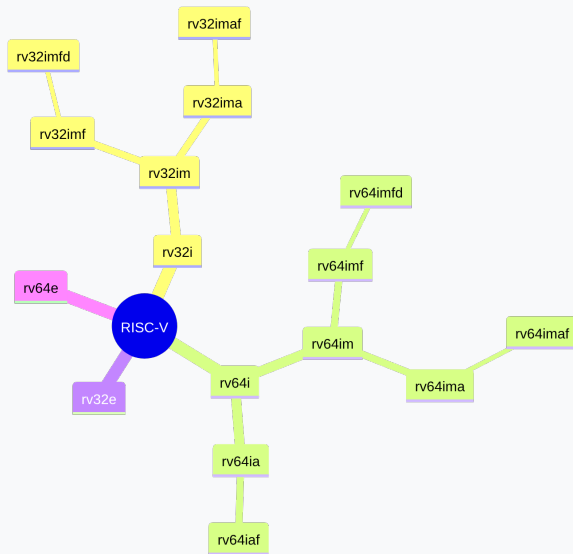 rv32imaf
rv32imfd
rv32ima
rv32imf
rv32im
rv64imfd
rv32i
rv64imf
rv64e
RISC-V
rv64imaf
rv64im
rv64i
rv64ima
rv32e
rv64ia
rv64iaf